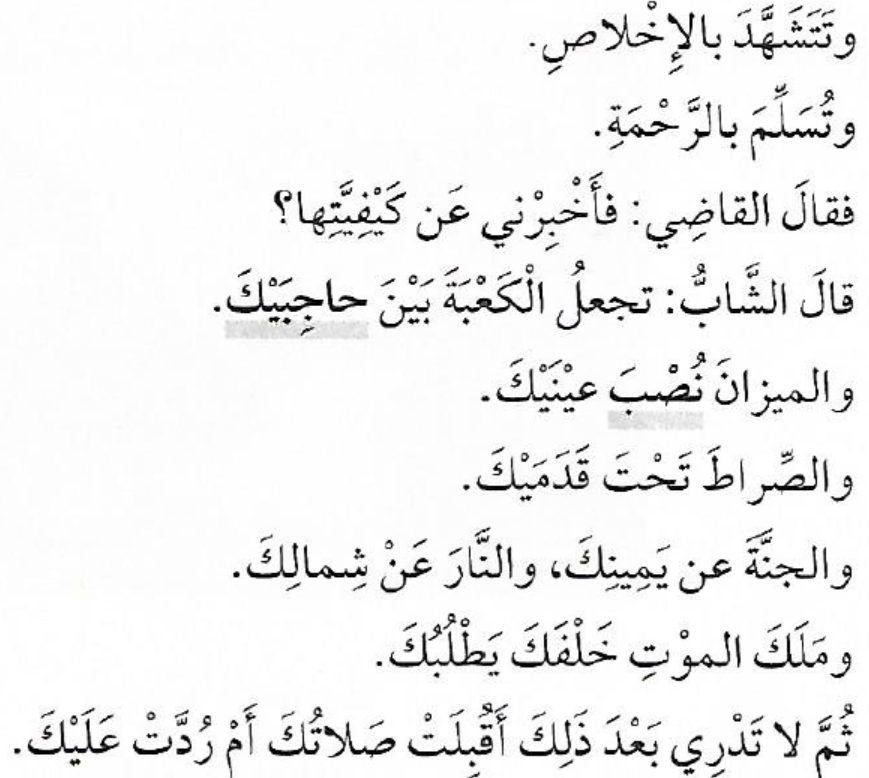 وتَتَشَهَّدَ بالإِخْلاصِ.
وتُسَلِّمَ بالرَّحْمَةِ.
فقالَ القاضِي: فأَخْبِرْني عَن كَيْفِيَّتِها؟
قالَ الشَّابُّ: تجعلُ الْكَعْبَةَ بَيْنَ حاجِبَيْكَ.
والميزانَ نُصْبَ عيْنَيْكَ.
والصِّراطَ تَحْتَ قَدَمَيْكَ.
والجنَّةَ عن يَمِينِكَ، والنَّارَ عَنْ شِمالِكَ.
ومَلَكَ الموْتِ خَلْفَكَ يَطْلُبُكَ.
ثُمَّ لا تَدْرِي بَعْدَ ذَلِكَ أَقُبِلَتْ صَلاتُكَ أَمْ رُدَّتْ عَلَيْكَ.